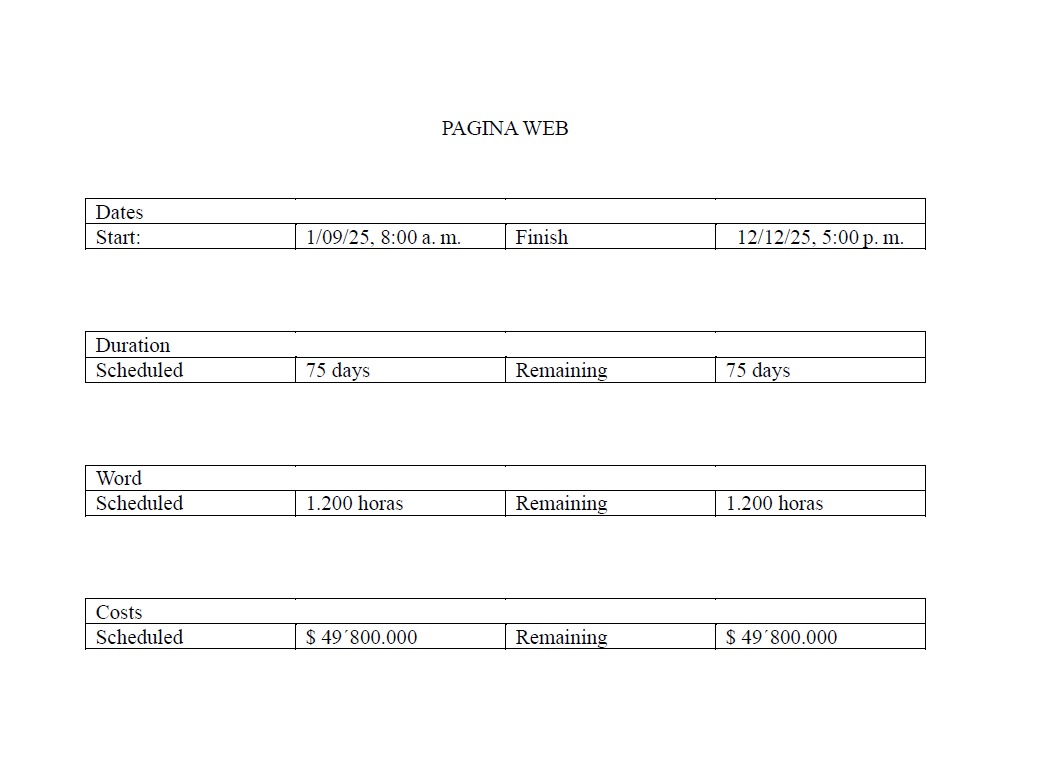 PAGINA WEB
Dates
Start: 1/09/25, 8:00 a. m. Finish 12/12/25, 5:00 p. m.
Duration
Scheduled 75 days Remaining 75 days
Word
Scheduled 1.200 horas Remaining 1.200 horas
Costs
Scheduled $ 49´800.000 Remaining $ 49´800.000